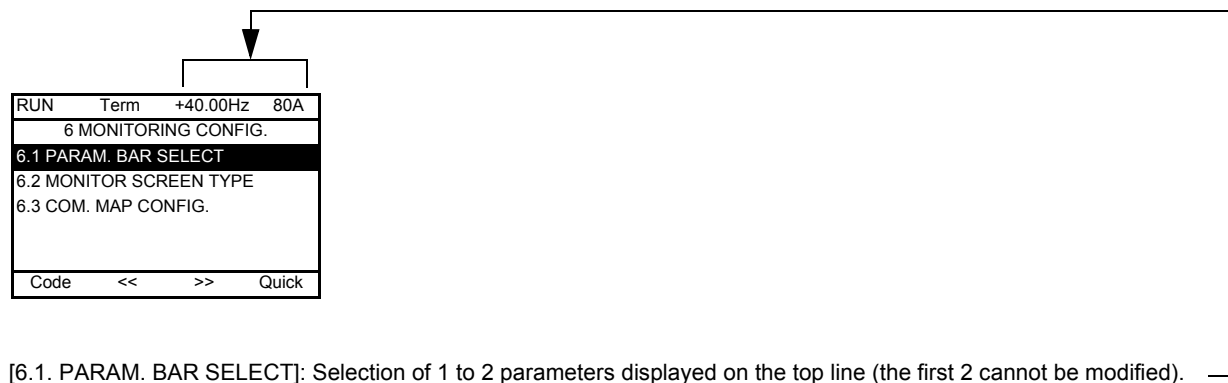 RUN Term +40.00Hz 80A
6 MONITORING CONFIG.
6.1 PARAM. BAR SELECT
6.2 MONITOR SCREEN TYPE
6.3 COM. MAP CONFIG.
Code << >> Quick
[6.1. PARAM. BAR SELECT]: Selection of 1 to 2 parameters displayed on the top line (the first 2 cannot be modified).